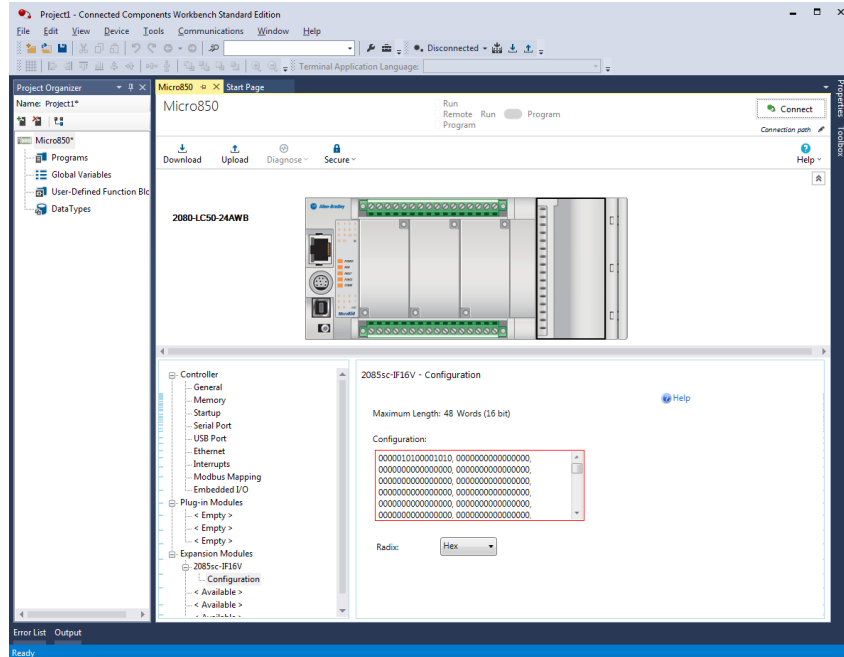 Project1 - Connected Components Workbench Standard Edition
File Edit View Device Tools Communications Window Help
Disconnected
Terminal Application Language:
Project Organizer
Micro850
Start Page
Properties
Toolbox
Name: Project1*
Micro850*
Programs
Global Variables
User-Defined Function Blc
DataTypes
Micro850
Run
Remote Run Program
Program
Connect
Connection path
Download Upload Diagnose Secure Help
2080-LC50-24AWB
Allen-Bradley
Micro850
Controller
General
Memory
Startup
Serial Port
USB Port
Ethernet
Interrupts
Modbus Mapping
Embedded I/O
Plug-in Modules
< Empty >
< Empty >
< Empty >
Expansion Modules
2085sc-IF16V
Configuration
< Available >
< Available >
< Available >
2085sc-IF16V - Configuration
Help
Maximum Length: 48 Words (16 bit)
Configuration:
0000010100001010, 0000000000000000,
0000000000000000, 0000000000000000,
0000000000000000, 0000000000000000,
0000000000000000, 0000000000000000,
0000000000000000, 0000000000000000,
0000000000000000, 0000000000000000,
Radix: Hex
Error List Output
Ready